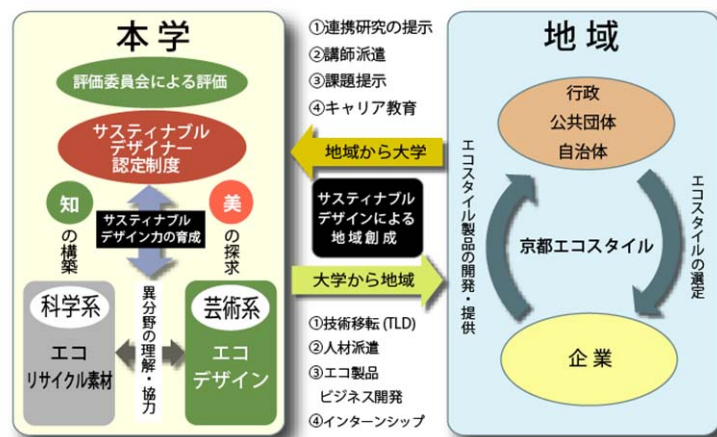 本学
評価委員会による評価
サスティナブル
デザイナー
認定制度
知
の構築
サスティナブル
デザイン力の育成
美
の探求
科学系
エコ
リサイクル素材
異分野の理解・協力
芸術系
エコ
デザイン
①連携研究の提示
②講師派遣
③課題提示
④キャリア教育
地域から大学
サスティナブル
デザインによる
地域創成
大学から地域
①技術移転(TLD)
②人材派遣
③エコ製品
ビジネス開発
④インターンシップ
地域
行政
公共団体
自治体
エコスタイル製品の開発・提供
京都エコスタイル
エコスタイルの選定
企業